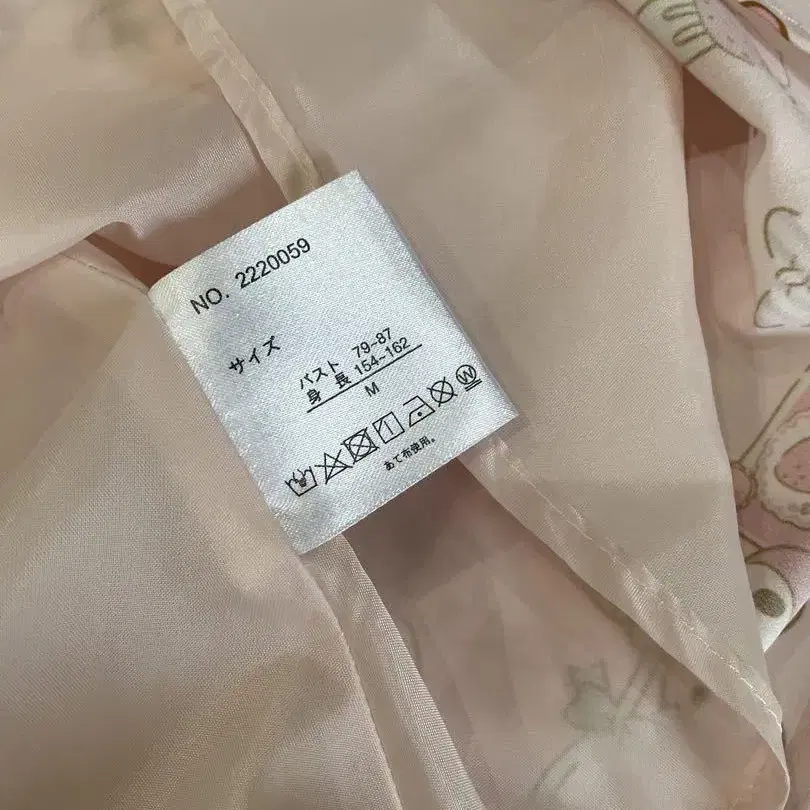 NO. 2220059
サイズ
バスト 79-87
身 長 154~162
M
あて布使用。